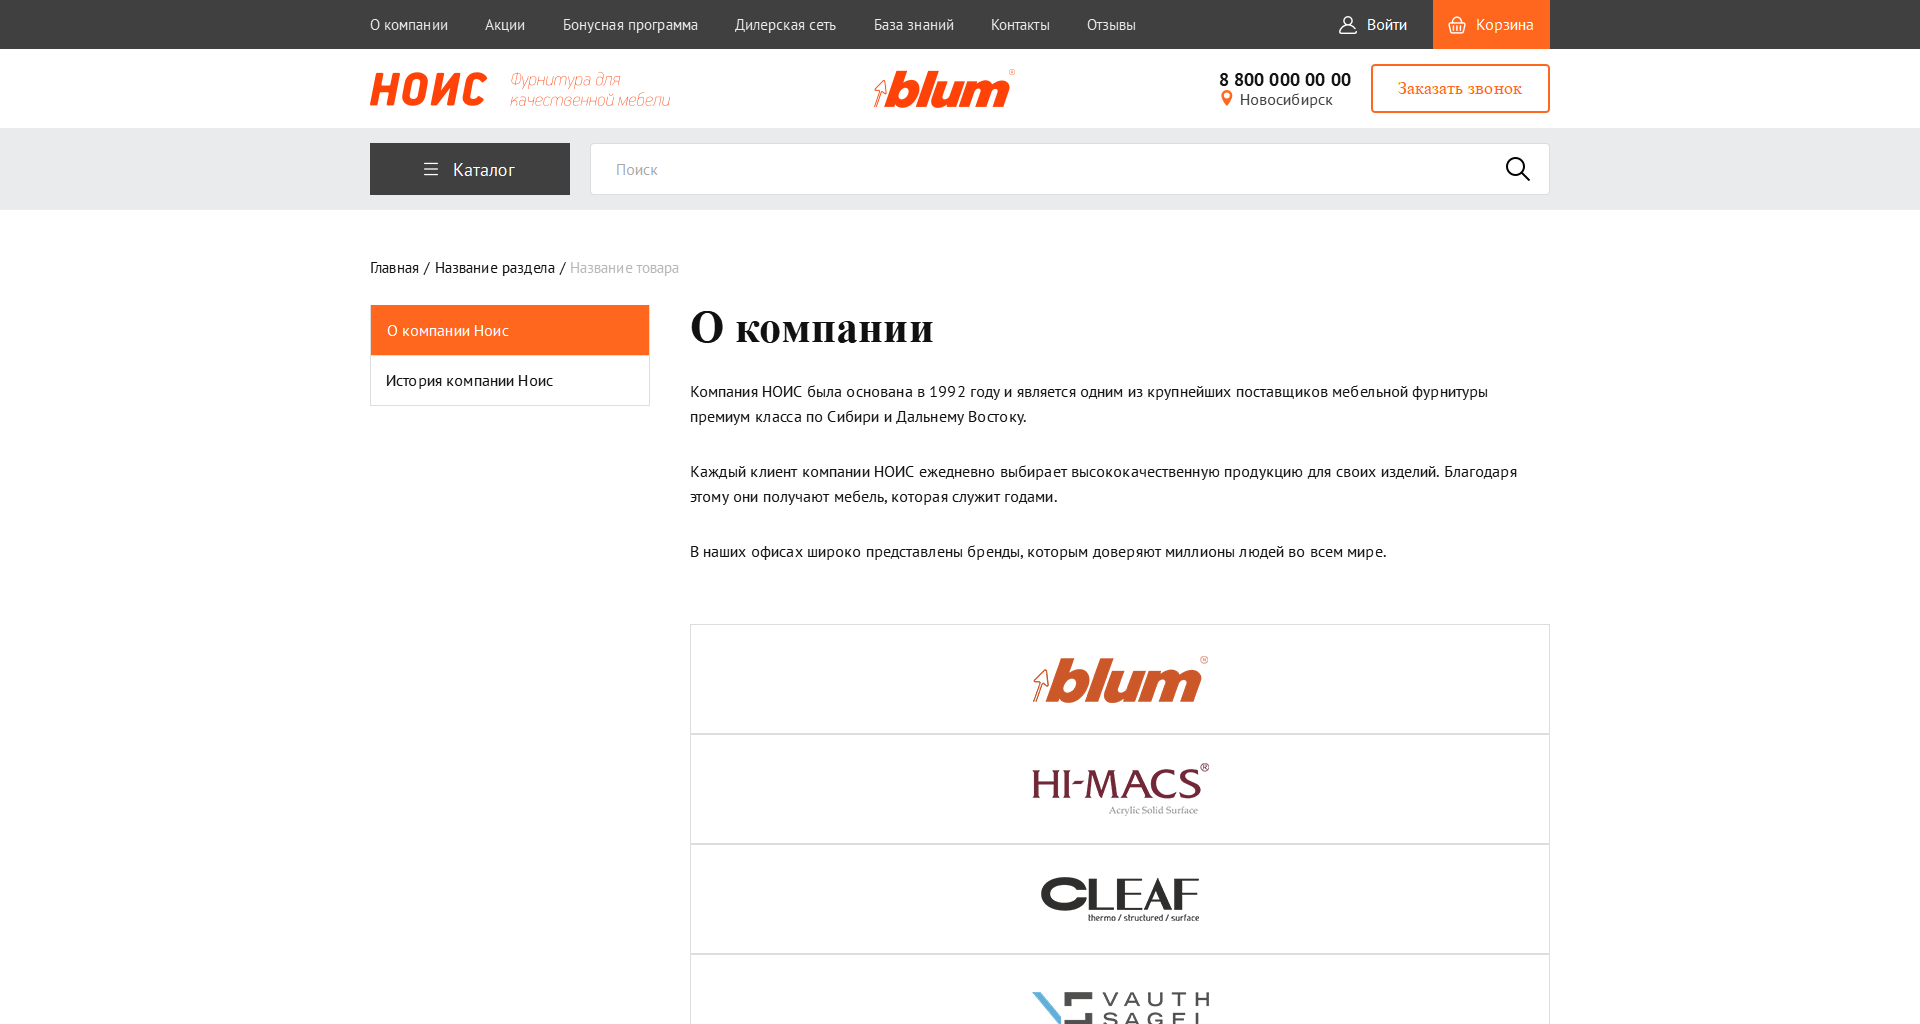 О компании Акции Бонусная программа Дилерская сеть База знаний Контакты Отзывы Войти Корзина
НОИС Фурнитура для
качественной мебели
blum®
8 800 000 00 00
Новосибирск
Заказать звонок
Каталог Поиск
Главная / Название раздела / Название товара
О компании Ноис
История компании Ноис
О компании
Компания НОИС была основана в 1992 году и является одним из крупнейших поставщиков мебельной фурнитуры
премиум класса по Сибири и Дальнему Востоку.
Каждый клиент компании НОИС ежедневно выбирает высококачественную продукцию для своих изделий. Благодаря
этому они получают мебель, которая служит годами.
В наших офисах широко представлены бренды, которым доверяют миллионы людей во всем мире.
blum®
HI-MACS®
Acrylic Solid Surface
CLEAF
thermo / structured / surface
VAUTH
SAGEL